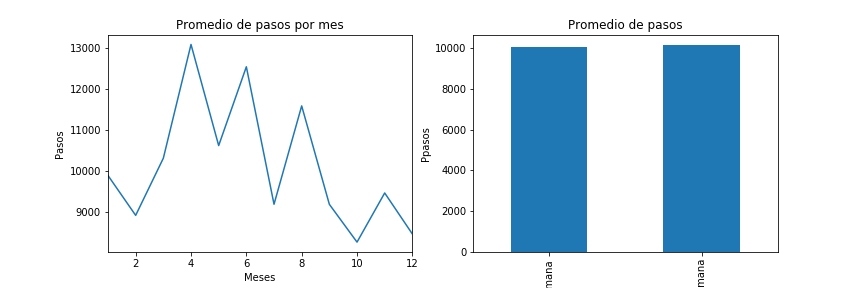 Promedio de pasos por mes
13000
12000
11000
10000
9000
Pasos
2 4 6 8 10 12
Meses
Promedio de pasos
10000
8000
6000
4000
2000
0
Ppasos
mana
mana